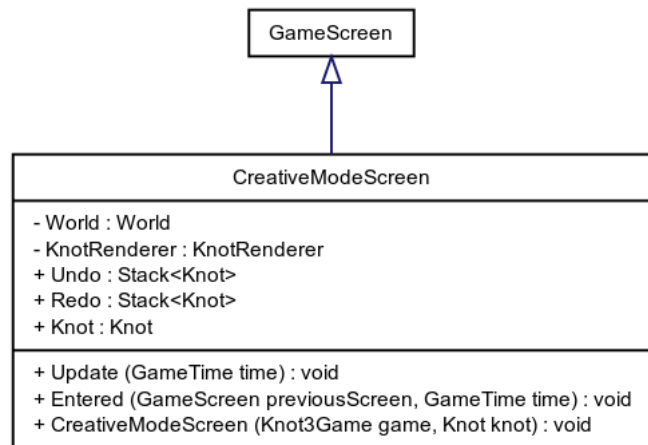 GameScreen
CreativeModeScreen
- World : World
- KnotRenderer : KnotRenderer
+ Undo : Stack<Knot>
+ Redo : Stack<Knot>
+ Knot : Knot
+ Update (GameTime time) : void
+ Entered (GameScreen previousScreen, GameTime time) : void
+ CreativeModeScreen (Knot3Game game, Knot knot) : void